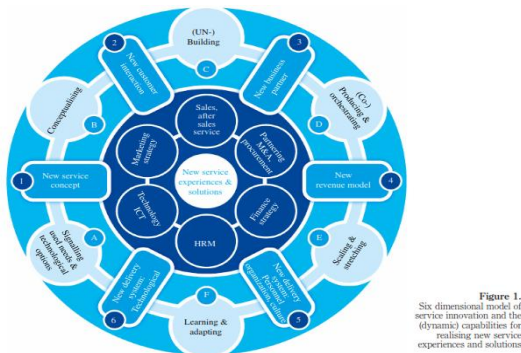 (UN-)
Building
C
2
New customer
interaction
3
New business
partner
Conceptualising
B
(Co-)
Producing &
orchestrating
D
Sales,
after
sales
service
Marketing
strategy
Partnering
M&A,
procurement
New service
experiences &
solutions
1
New service
concept
New
revenue model
4
Technology
ICT
Finance
strategy
HRM
Signalling
used needs &
technological
options
A
E
Scaling &
stretching
New delivery
system:
Technological
6
New delivery
system:
Personnel
organization, culture
5
F
Learning &
adapting
Figure 1.
Six dimensional model of
service innovation and the
(dynamic) capabilities for
realising new service
experiences and solutions